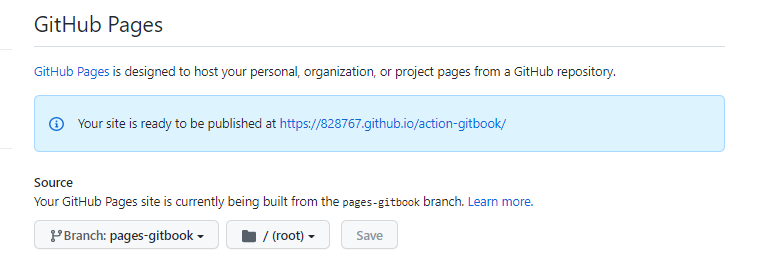 GitHub Pages
GitHub Pages is designed to host your personal, organization, or project pages from a GitHub repository.
Your site is ready to be published at https://828767.github.io/action-gitbook/
Source
Your GitHub Pages site is currently being built from the pages-gitbook branch. Learn more.
Branch: pages-gitbook / (root) Save